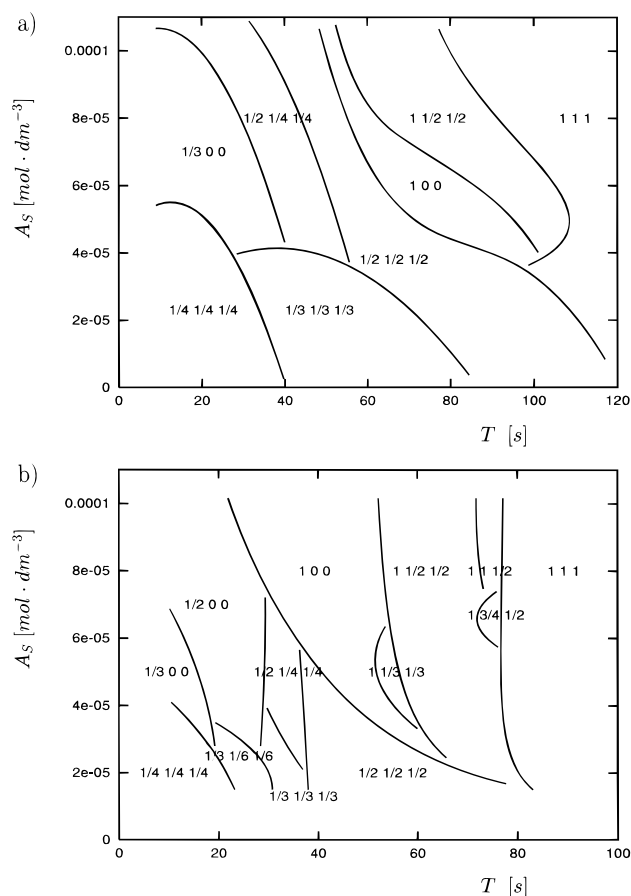 a)
0.0001
8e-05
6e-05
4e-05
2e-05
0
A_S [mol · dm^{-3}]
1/2 1/4 1/4
1 1/2 1/2
1 1 1
1/3 0 0
1 0 0
1/2 1/2 1/2
1/4 1/4 1/4
1/3 1/3 1/3
0 20 40 60 80 100 120
T [s]
b)
0.0001
8e-05
6e-05
4e-05
2e-05
0
A_S [mol · dm^{-3}]
1 0 0
1 1/2 1/2
1 1 1/2
1 1 1
1/2 0 0
1 3/4 1/2
1/3 0 0
1/2 1/4 1/4
1 1/3 1/3
1/3 1/6 1/6
1/4 1/4 1/4
1/2 1/2 1/2
1/3 1/3 1/3
0 20 40 60 80 100
T [s]